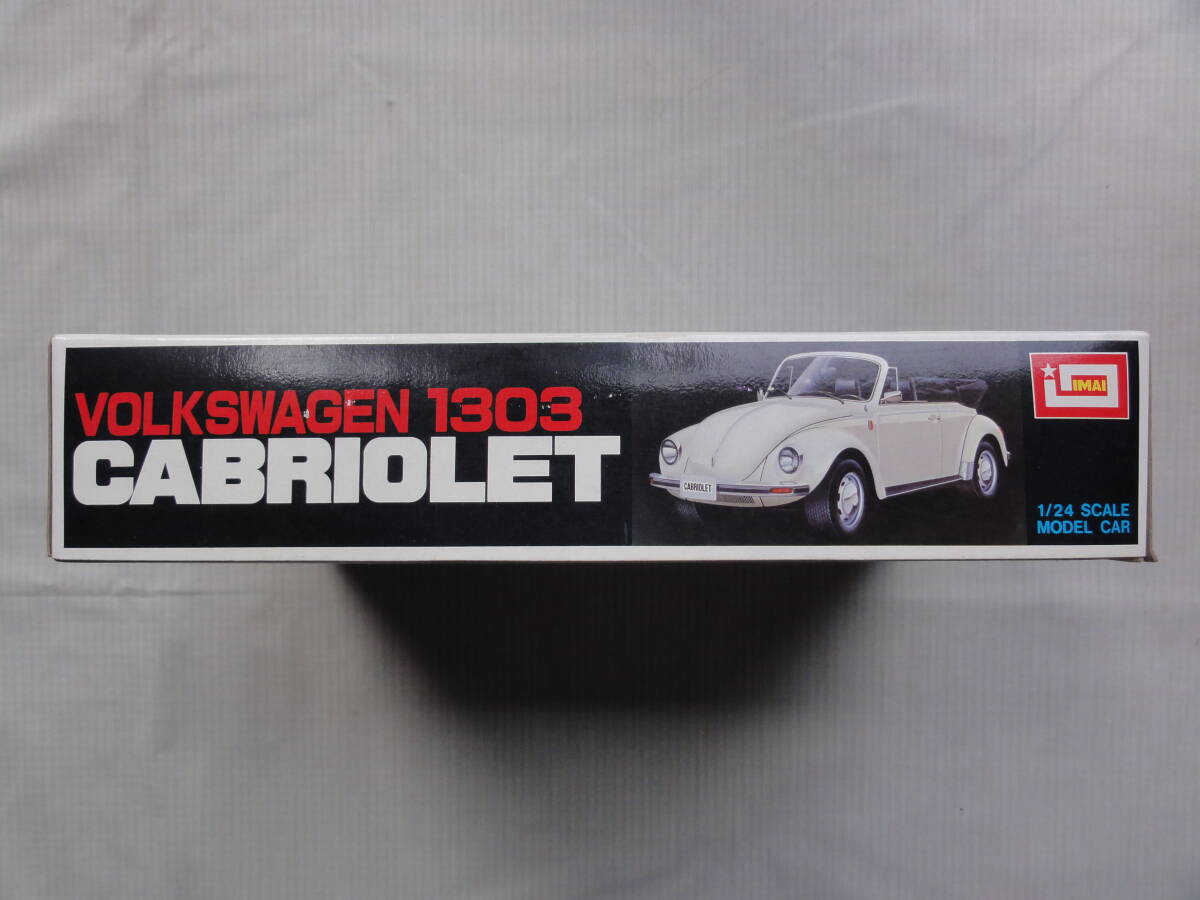 VOLKSWAGEN 1303
CABRIOLET
CABRIOLET
IMAI
1/24 SCALE
MODEL CAR